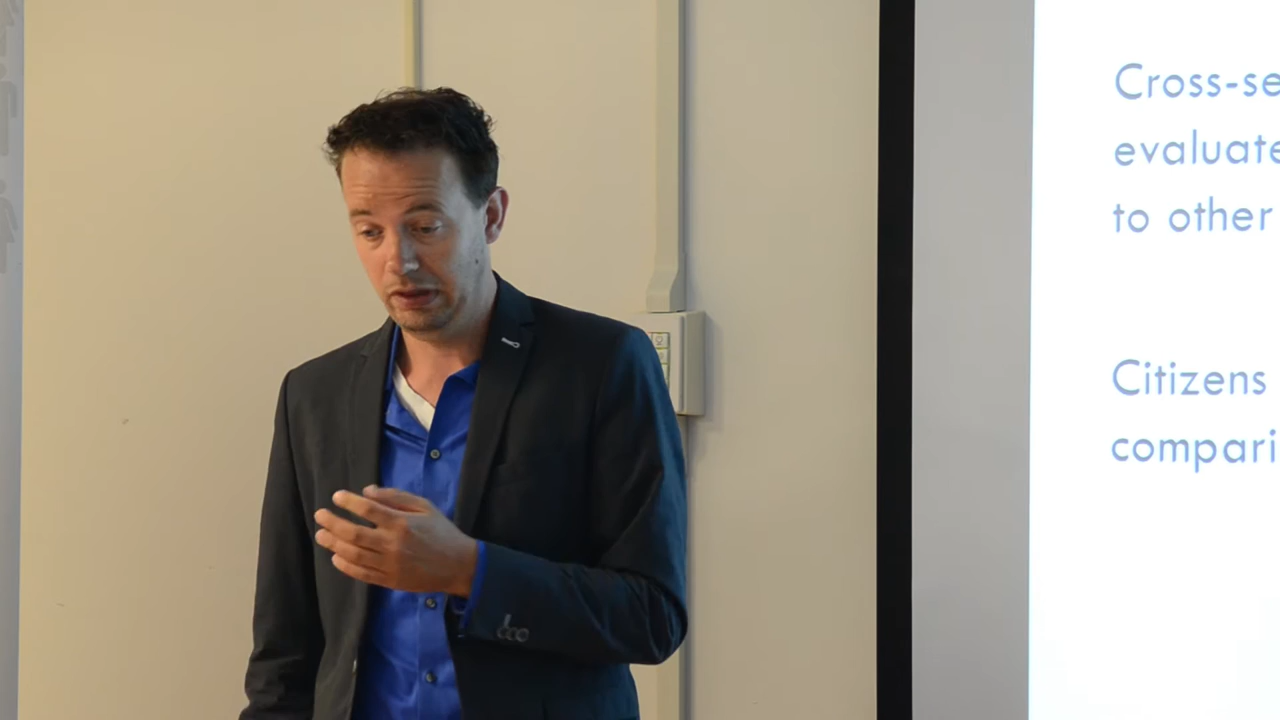 Cross-se
evaluate
to other
Citizens
compari